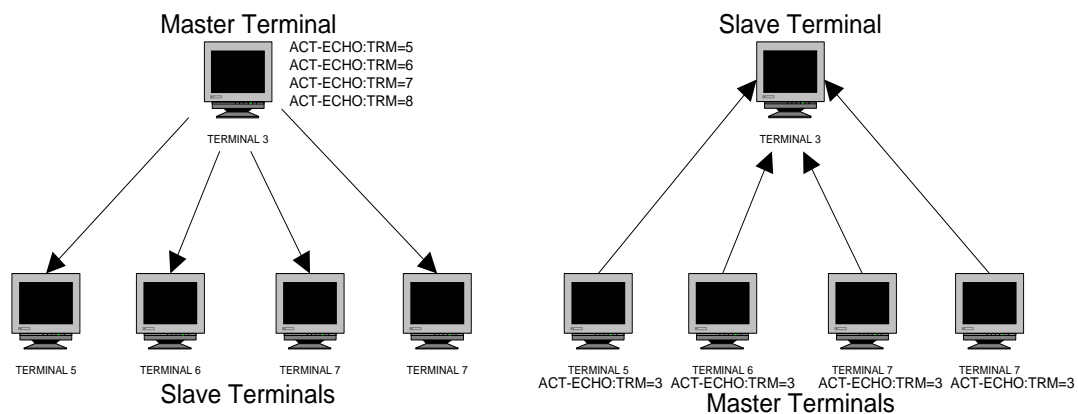 Master Terminal
ACT-ECHO:TRM=5
ACT-ECHO:TRM=6
ACT-ECHO:TRM=7
ACT-ECHO:TRM=8
TERMINAL 3
TERMINAL 5
TERMINAL 6
TERMINAL 7
TERMINAL 7
Slave Terminals
Slave Terminal
TERMINAL 3
TERMINAL 5
ACT-ECHO:TRM=3
TERMINAL 6
ACT-ECHO:TRM=3
TERMINAL 7
ACT-ECHO:TRM=3
TERMINAL 7
ACT-ECHO:TRM=3
Master Terminals